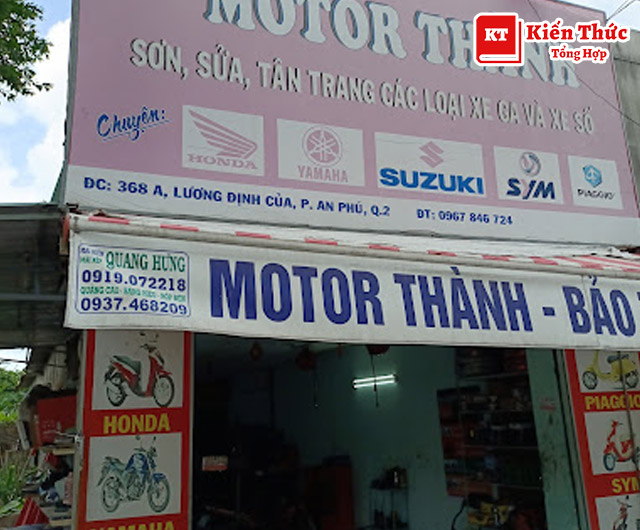 KT Kiến Thức
Tổng Hợp
MOTOR THÀNH
SƠN, SỬA, TÂN TRANG CÁC LOẠI XE GA VÀ XE SỐ
Chuyên:
HONDA
YAMAHA
SUZUKI
SYM
PIAGGIO
ĐC: 368 A, LƯƠNG ĐỊNH CỦA, P. AN PHÚ, Q.2 ĐT: 0967 846 724
QUANG HƯNG
0919.072218
0937.468209
MOTOR THÀNH - BẢO
HONDA
YAMAHA
PIAGGIO
SYM